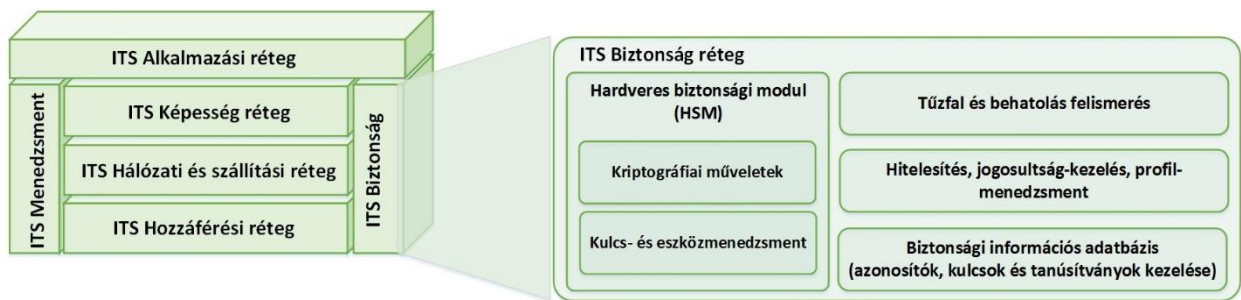 ITS Alkalmazási réteg
ITS Menedzsment
ITS Képesség réteg
ITS Hálózati és szállítási réteg
ITS Hozzáférési réteg
ITS Biztonság
ITS Biztonság réteg
Hardveres biztonsági modul
(HSM)
Kriptográfiai műveletek
Kulcs- és eszközmenedzsment
Tűzfal és behatolás felismerés
Hitelesítés, jogosultság-kezelés, profil-
menedzsment
Biztonsági információs adatbázis
(azonosítók, kulcsok és tanúsítványok kezelése)